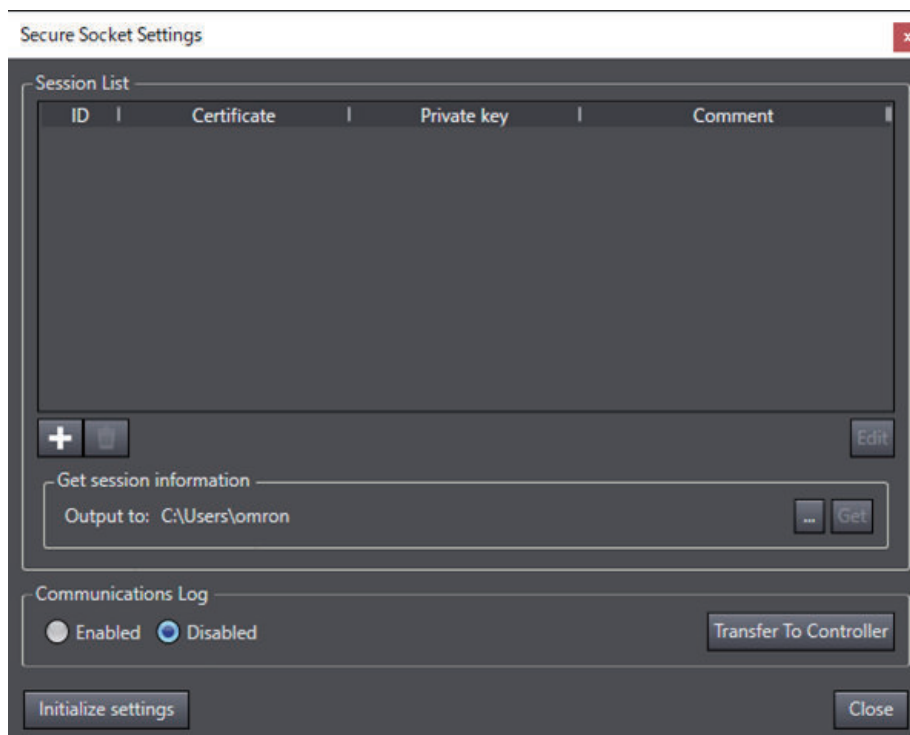 Secure Socket Settings
x
Session List
ID Certificate Private key Comment
Edit
Get session information
Output to: C:\Users\omron ... Get
Communications Log
Enabled Disabled Transfer To Controller
Initialize settings Close